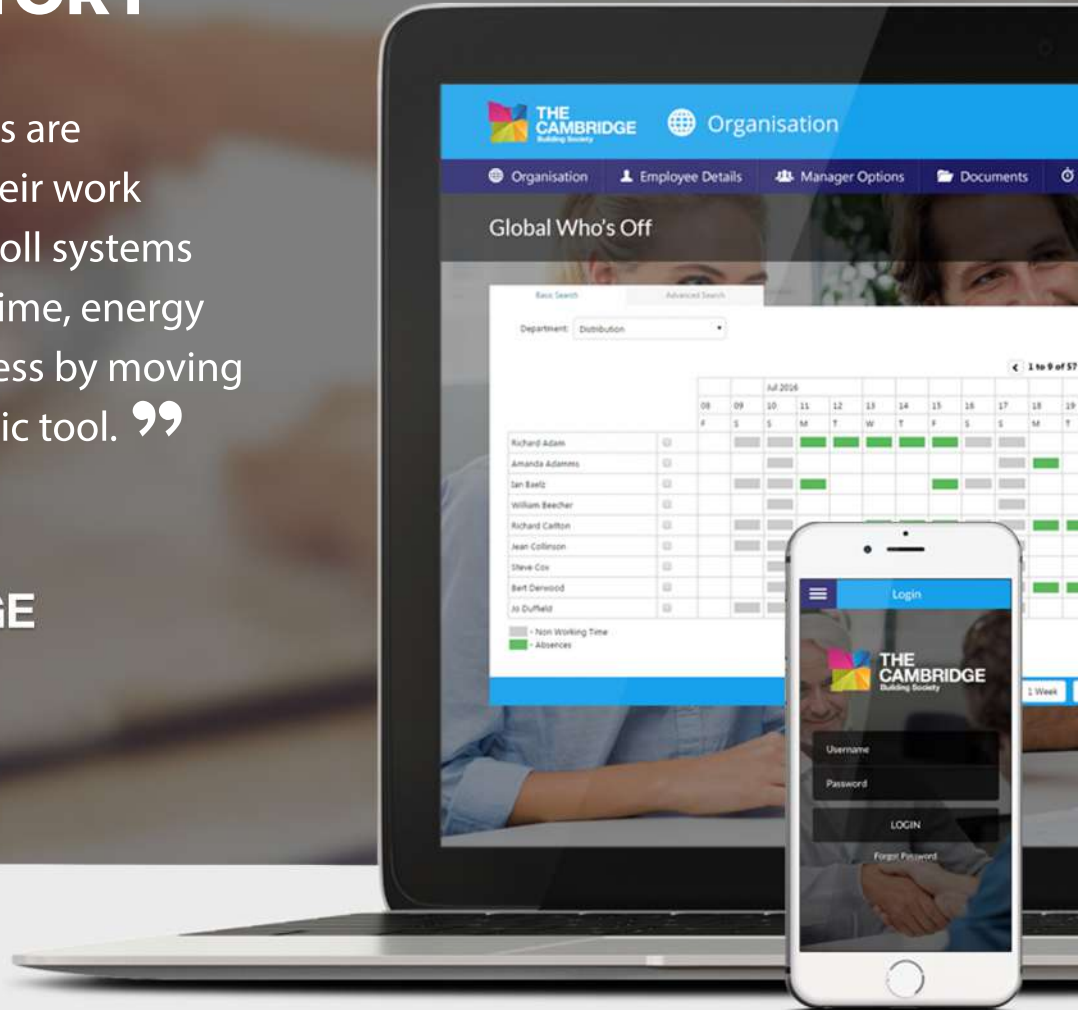 s are
eir work
oll systems
ime, energy
ess by moving
ic tool. ”
GE
THE
CAMBRIDGE
Building Society
Organisation
Organisation Employee Details Manager Options Documents
Global Who's Off
Basic Search Advanced Search
Department: Distribution
1 to 9 of 57
Jul 2016
08 09 10 11 12 13 14 15 16 17 18 19
F S S M T W T F S S M T
Richard Adam
Amanda Adamms
Ian Baelz
William Beecher
Richard Carlton
Jean Collinson
Steve Cox
Bert Derwood
Jo Duffield
- Non Working Time
- Absences
1 Week
Login
THE
CAMBRIDGE
Building Society
Username
Password
LOGIN
Forgot Password